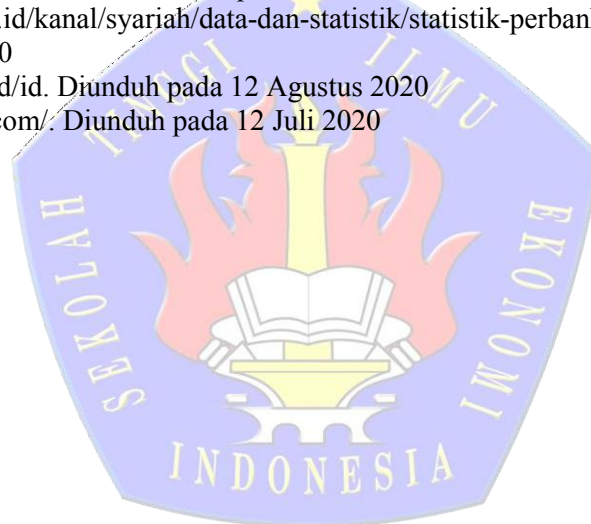 .id/kanal/syariah/data-dan-statistik/statistik-perban
0
d/id. Diunduh pada 12 Agustus 2020
com/. Diunduh pada 12 Juli 2020
SEKOLAH TINGGI ILMU EKONOMI
INDONESIA